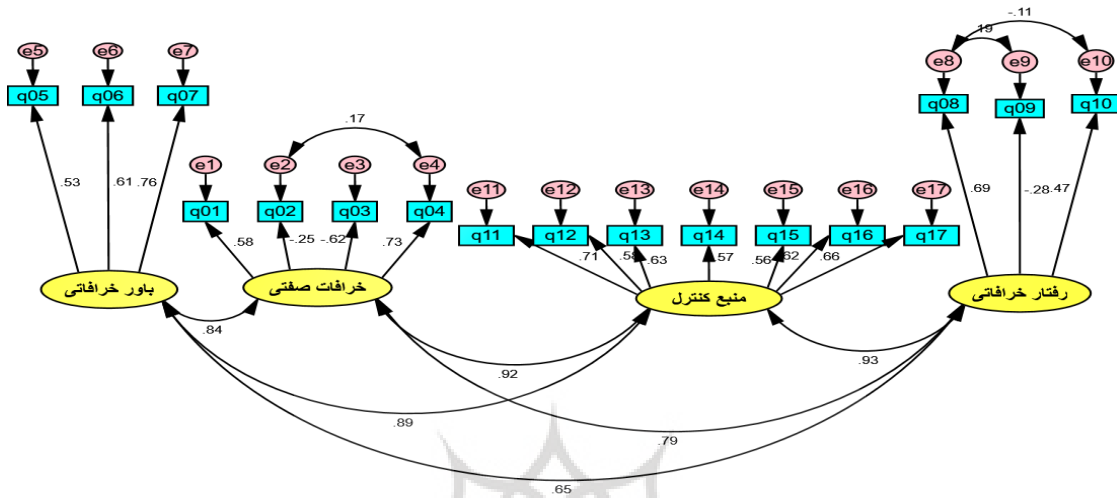 -.11
.19
e5 e6 e7
e8 e9 e10
q05 q06 q07
q08 q09 q10
.17
e1 e2 e3 e4
.53 .61 .76
e11 e12 e13 e14 e15 e16 e17
.69 -.28 .47
q01 q02 q03 q04
q11 q12 q13 q14 q15 q16 q17
.58 -.25 -.62 .73
.71 .58 .63 .57 .56 .62 .66
باور خرافاتی
خرافات صفتی
منبع کنترل
رفتار خرافاتی
.84
.92
.93
.89
.79
.65